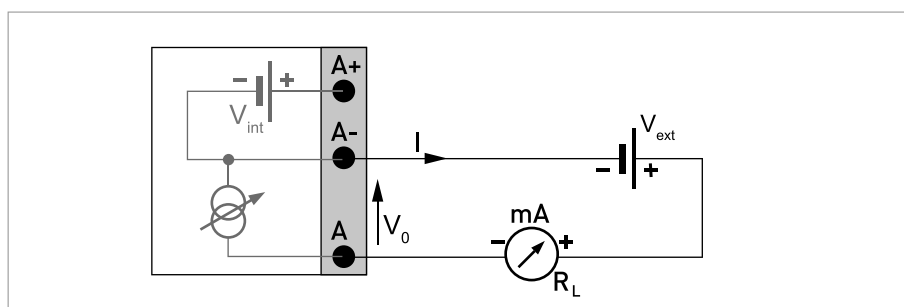 A+
- +
V int
A-
I
V ext
- +
A
V 0
mA
- +
R L